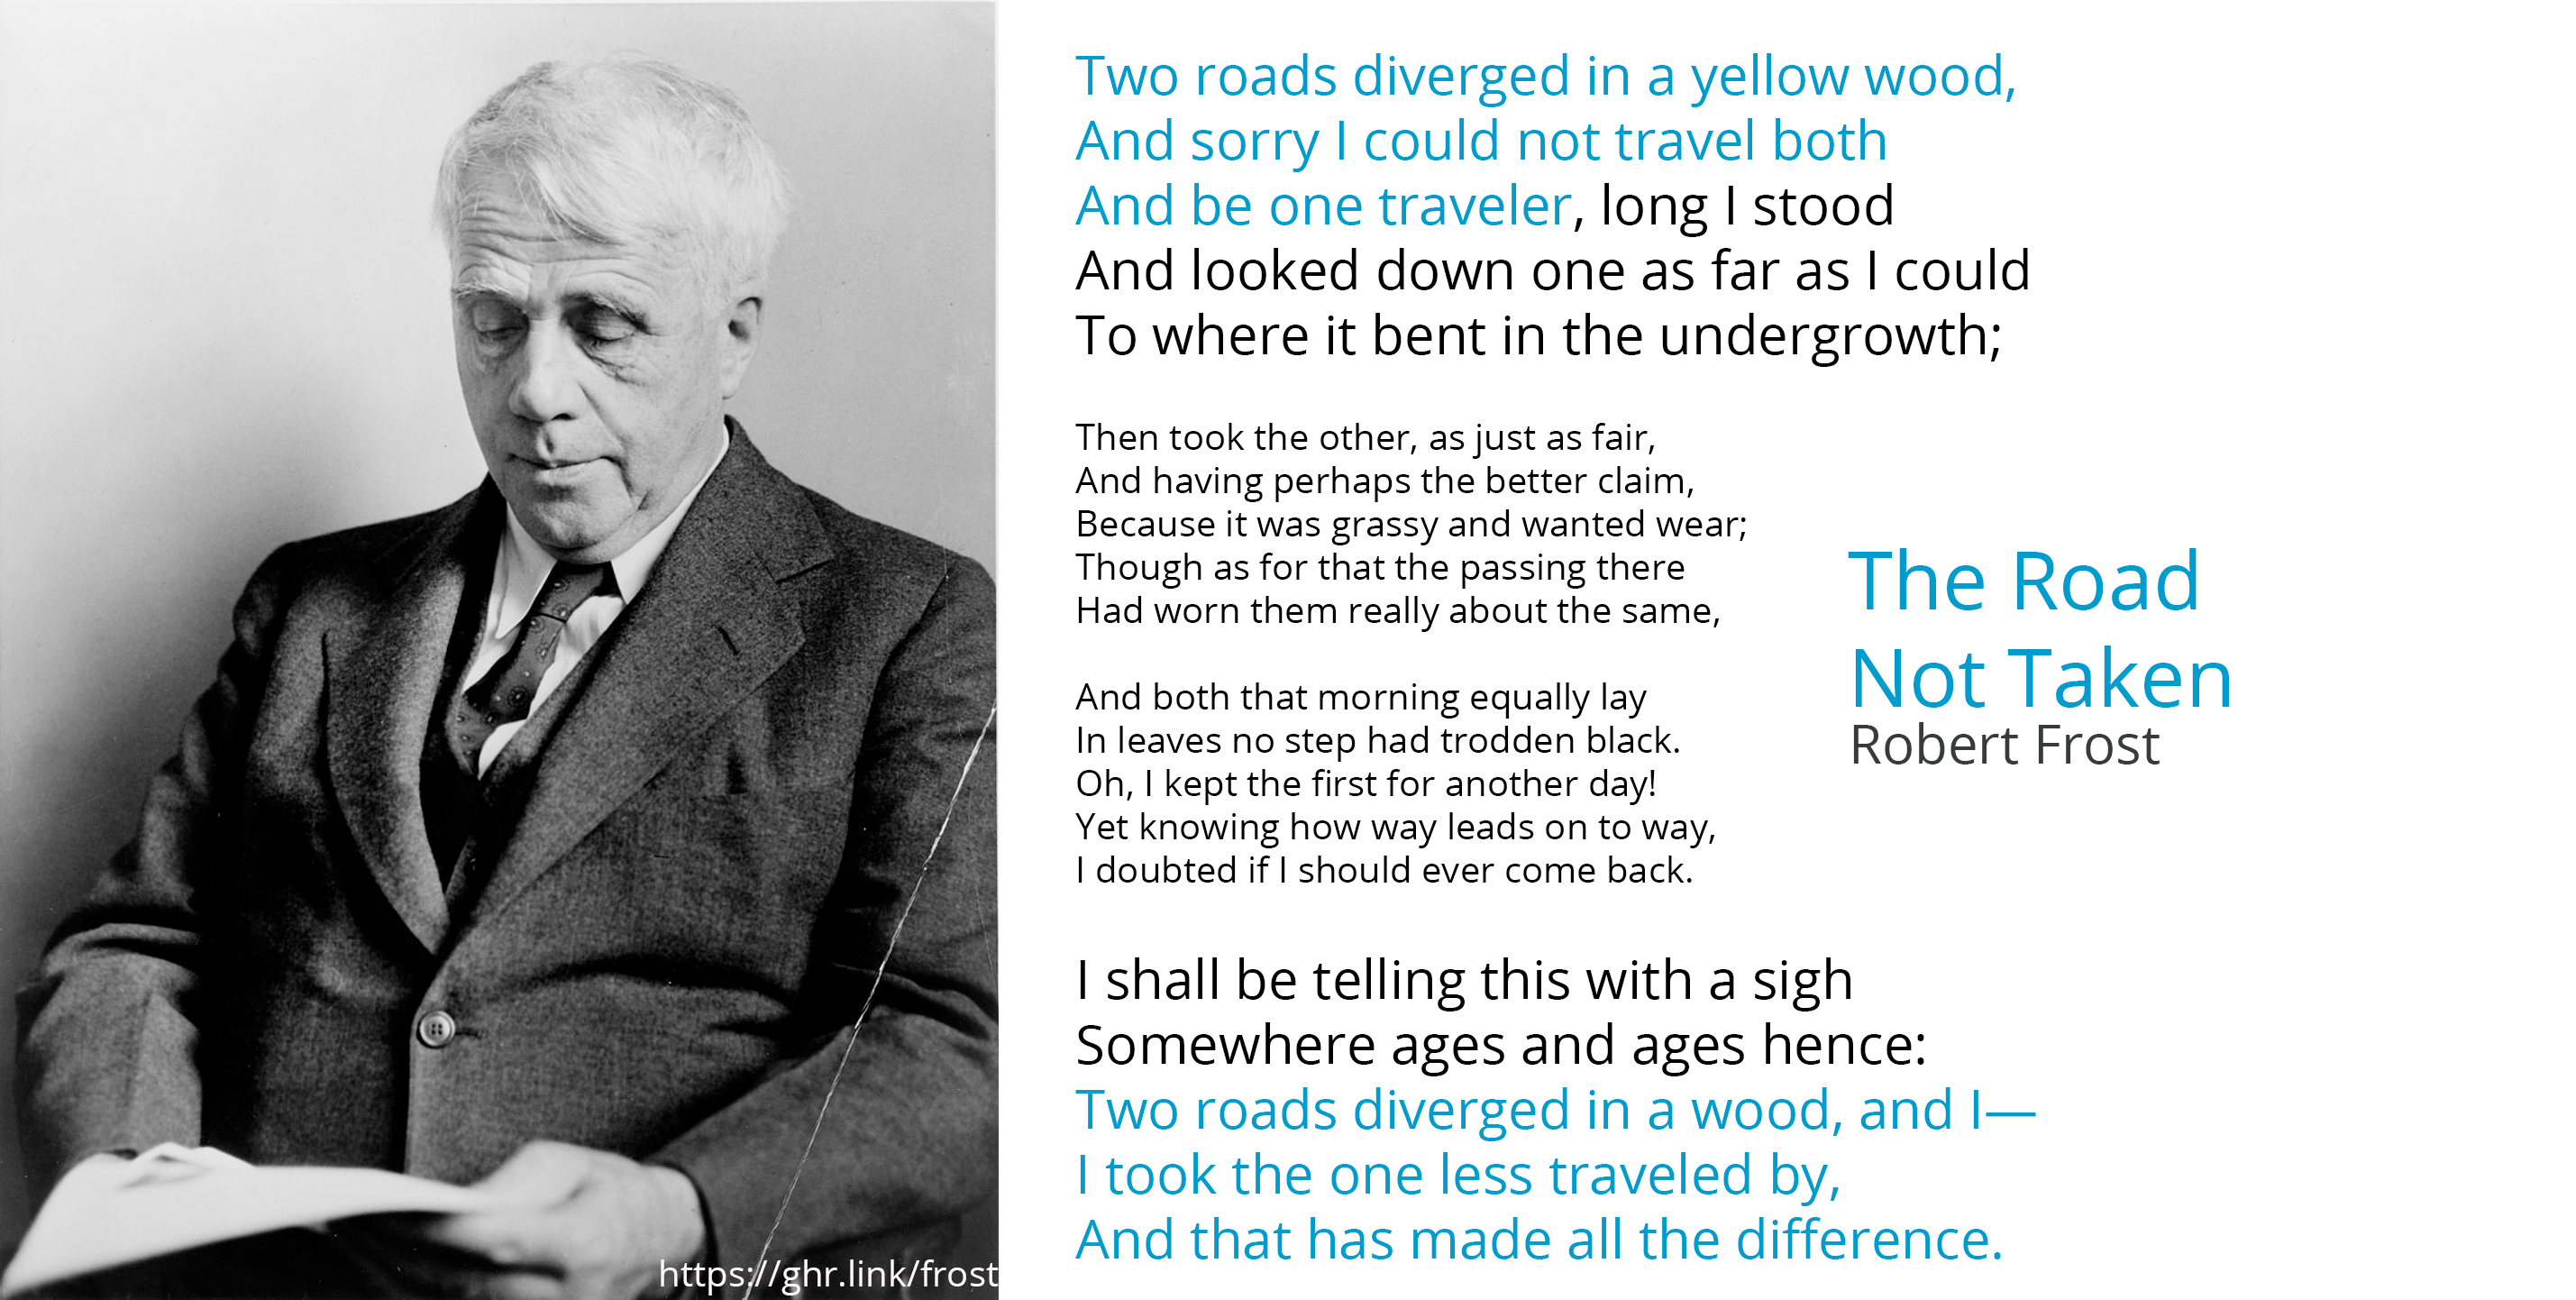 Two roads diverged in a yellow wood,
And sorry I could not travel both
And be one traveler, long I stood
And looked down one as far as I could
To where it bent in the undergrowth;
Then took the other, as just as fair,
And having perhaps the better claim,
Because it was grassy and wanted wear;
Though as for that the passing there
Had worn them really about the same,
And both that morning equally lay
In leaves no step had trodden black.
Oh, I kept the first for another day!
Yet knowing how way leads on to way,
I doubted if I should ever come back.
I shall be telling this with a sigh
Somewhere ages and ages hence:
Two roads diverged in a wood, and I—
I took the one less traveled by,
And that has made all the difference.
The Road
Not Taken
Robert Frost
https://ghr.link/frost